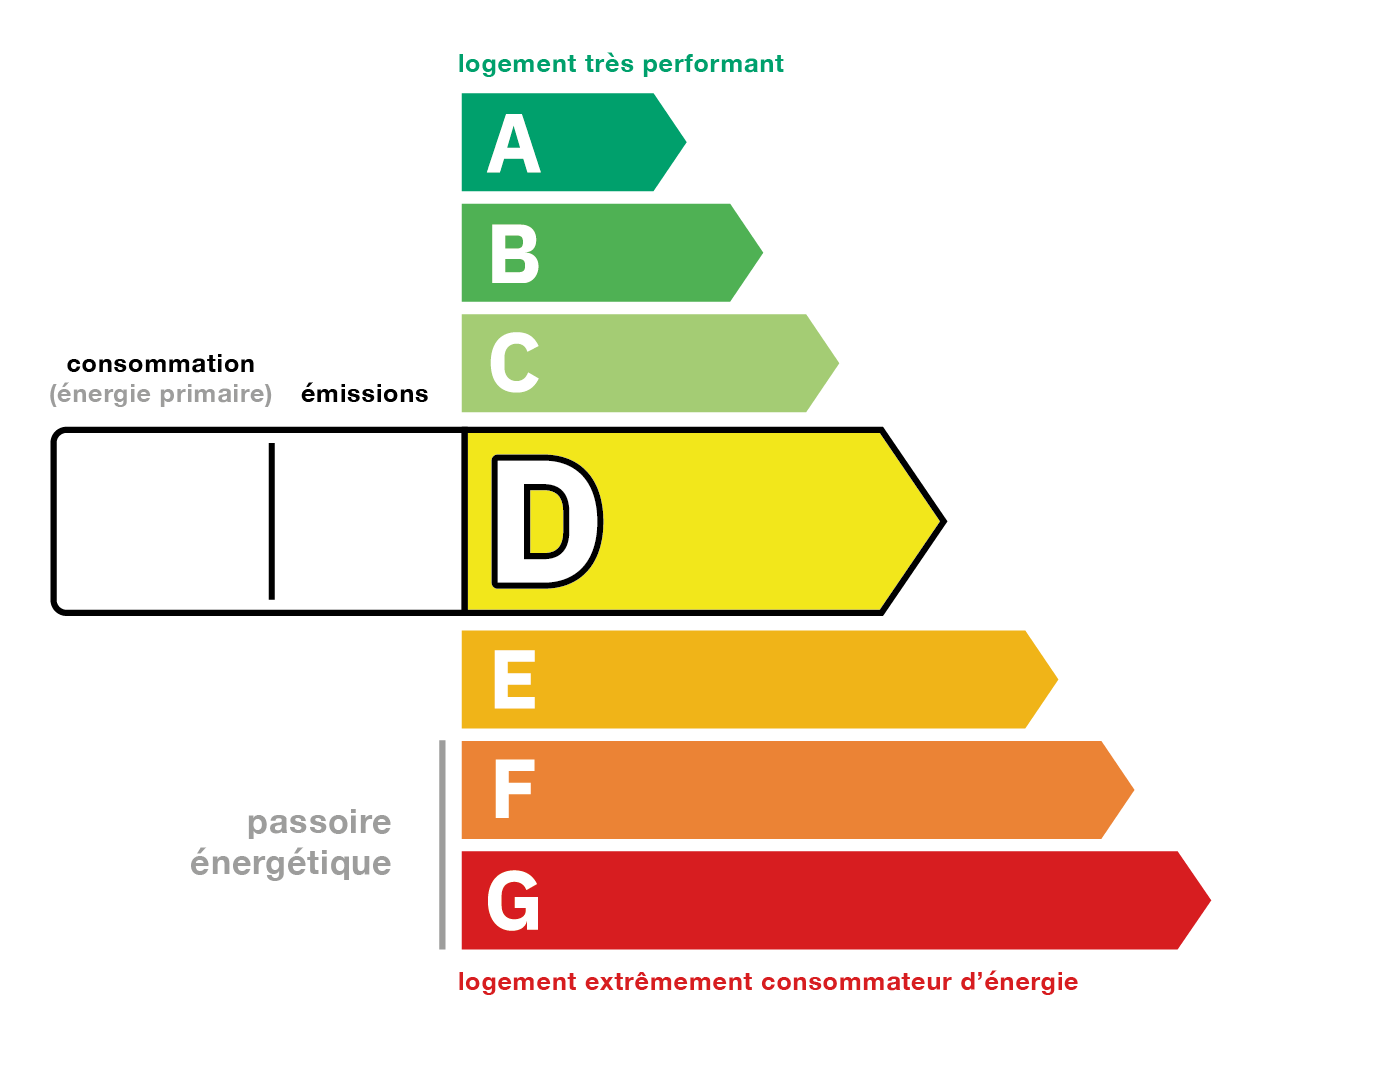 logement très performant
A
B
C
consommation
(énergie primaire)
émissions
D
E
F
passoire
énergétique
G
logement extrêmement consommateur d’énergie